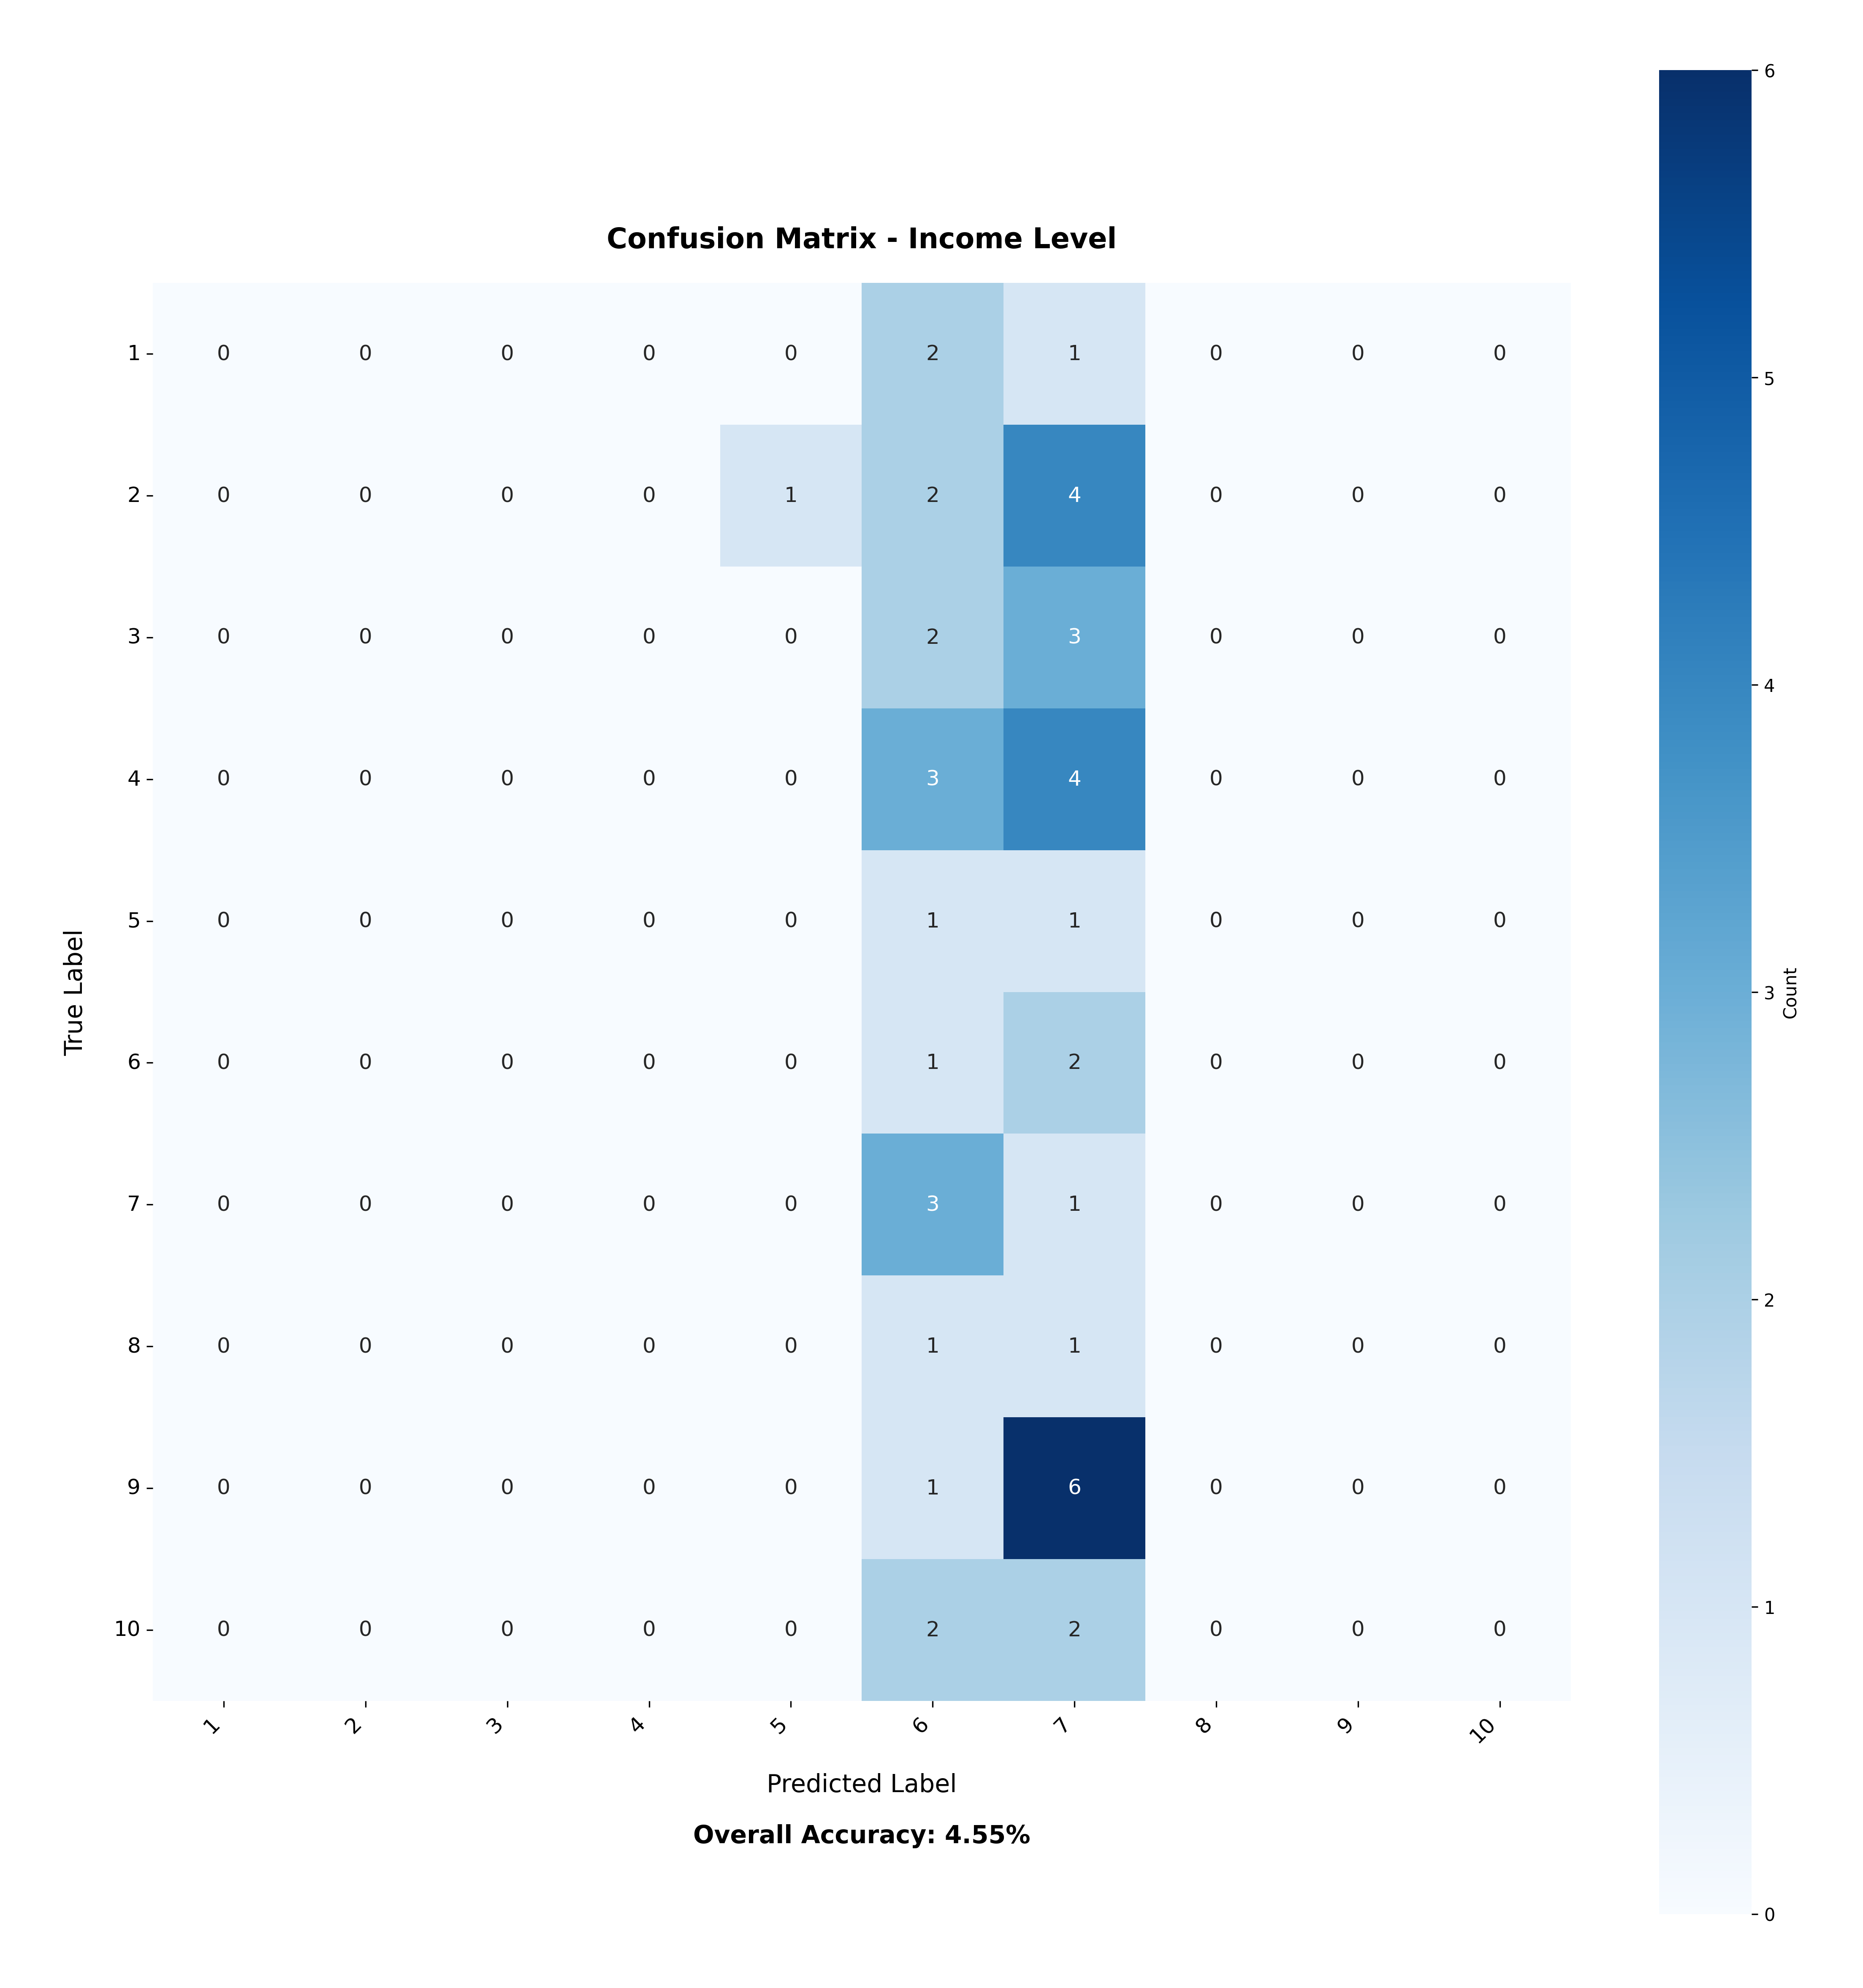 Confusion Matrix - Income Level
True Label
1 0 0 0 0 0 2 1 0 0 0
2 0 0 0 0 1 2 4 0 0 0
3 0 0 0 0 0 2 3 0 0 0
4 0 0 0 0 0 3 4 0 0 0
5 0 0 0 0 0 1 1 0 0 0
6 0 0 0 0 0 1 2 0 0 0
7 0 0 0 0 0 3 1 0 0 0
8 0 0 0 0 0 1 1 0 0 0
9 0 0 0 0 0 1 6 0 0 0
10 0 0 0 0 0 2 2 0 0 0
1 2 3 4 5 6 7 8 9 10
Predicted Label
Overall Accuracy: 4.55%
6
5
4
3
2
1
0
Count